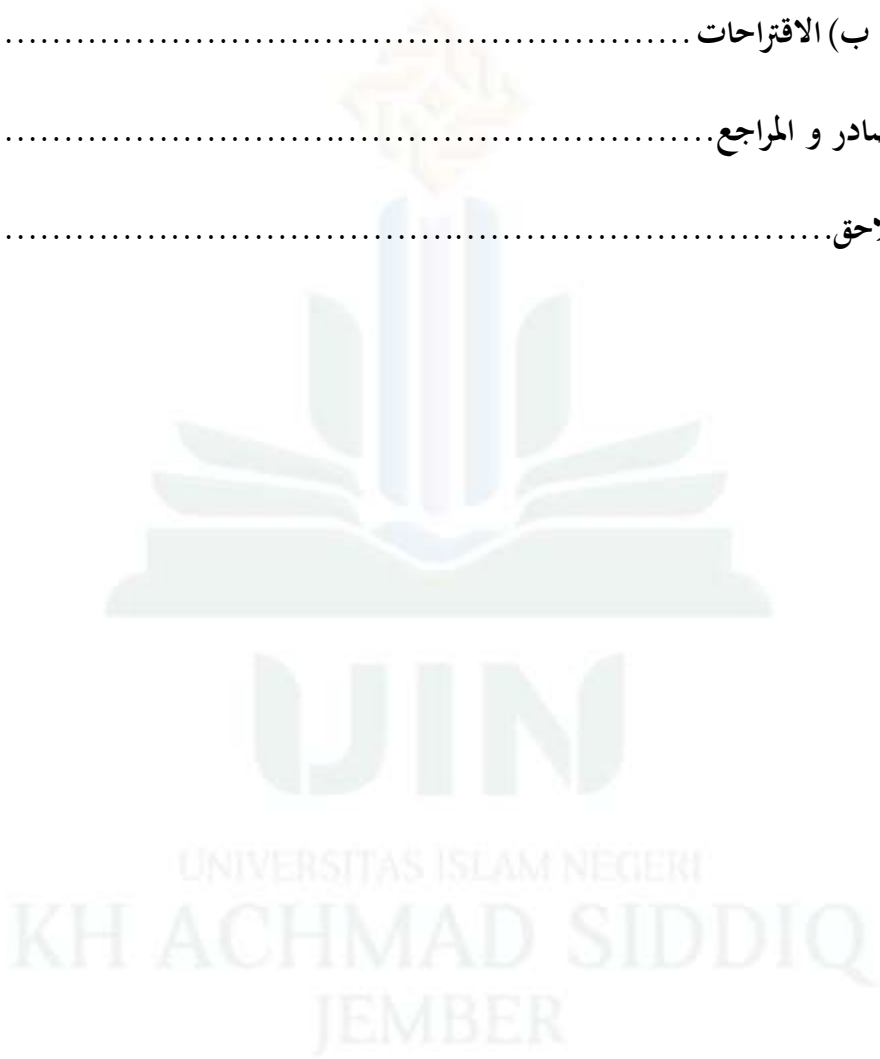 ب) الاقتراحات ........................................................
مادر و المراجع ........................................................
لاحق ........................................................
UIN
UNIVERSITAS ISLAM NEGERI
KH ACHMAD SIDDIQ
JEMBER